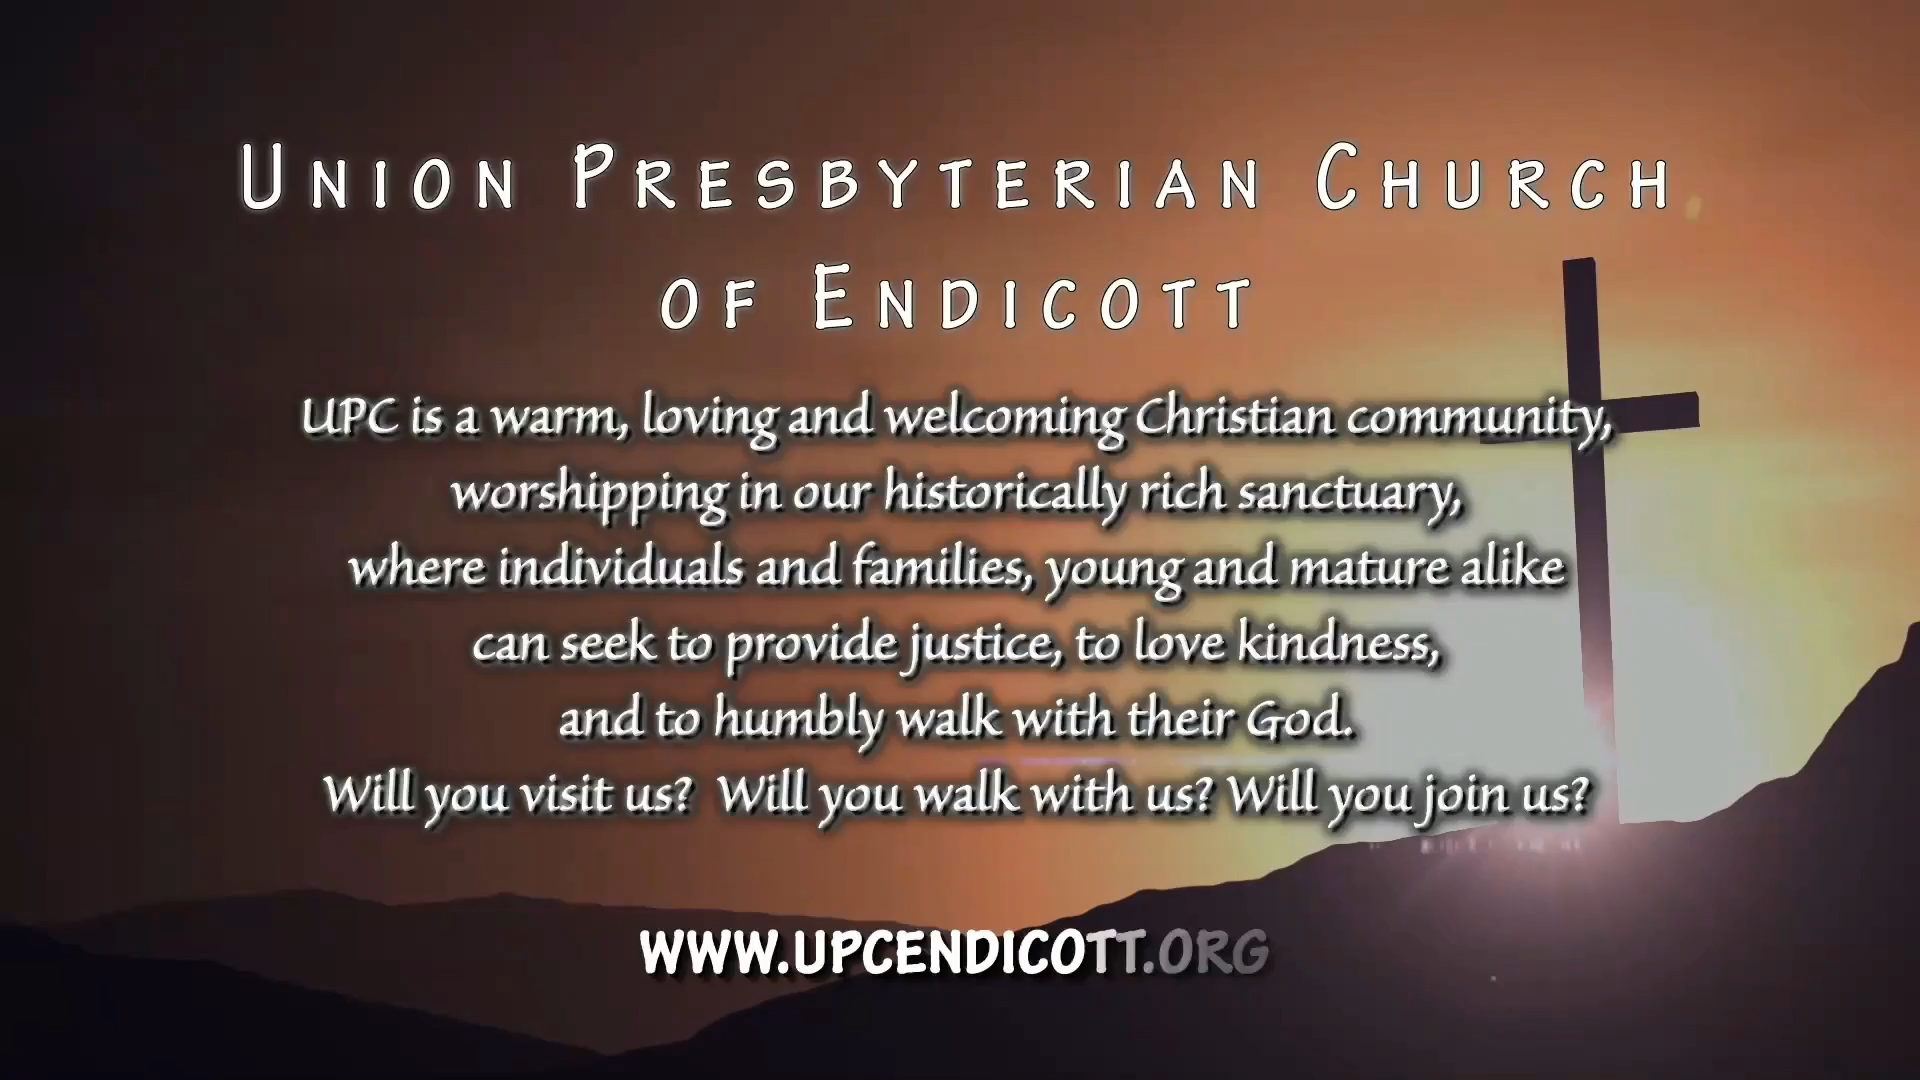 Union Presbyterian Church
of Endicott
UPC is a warm, loving and welcoming Christian community,
worshipping in our historically rich sanctuary,
where individuals and families, young and mature alike
can seek to provide justice, to love kindness,
and to humbly walk with their God.
Will you visit us?  Will you walk with us? Will you join us?
WWW.UPCENDICOTT.ORG